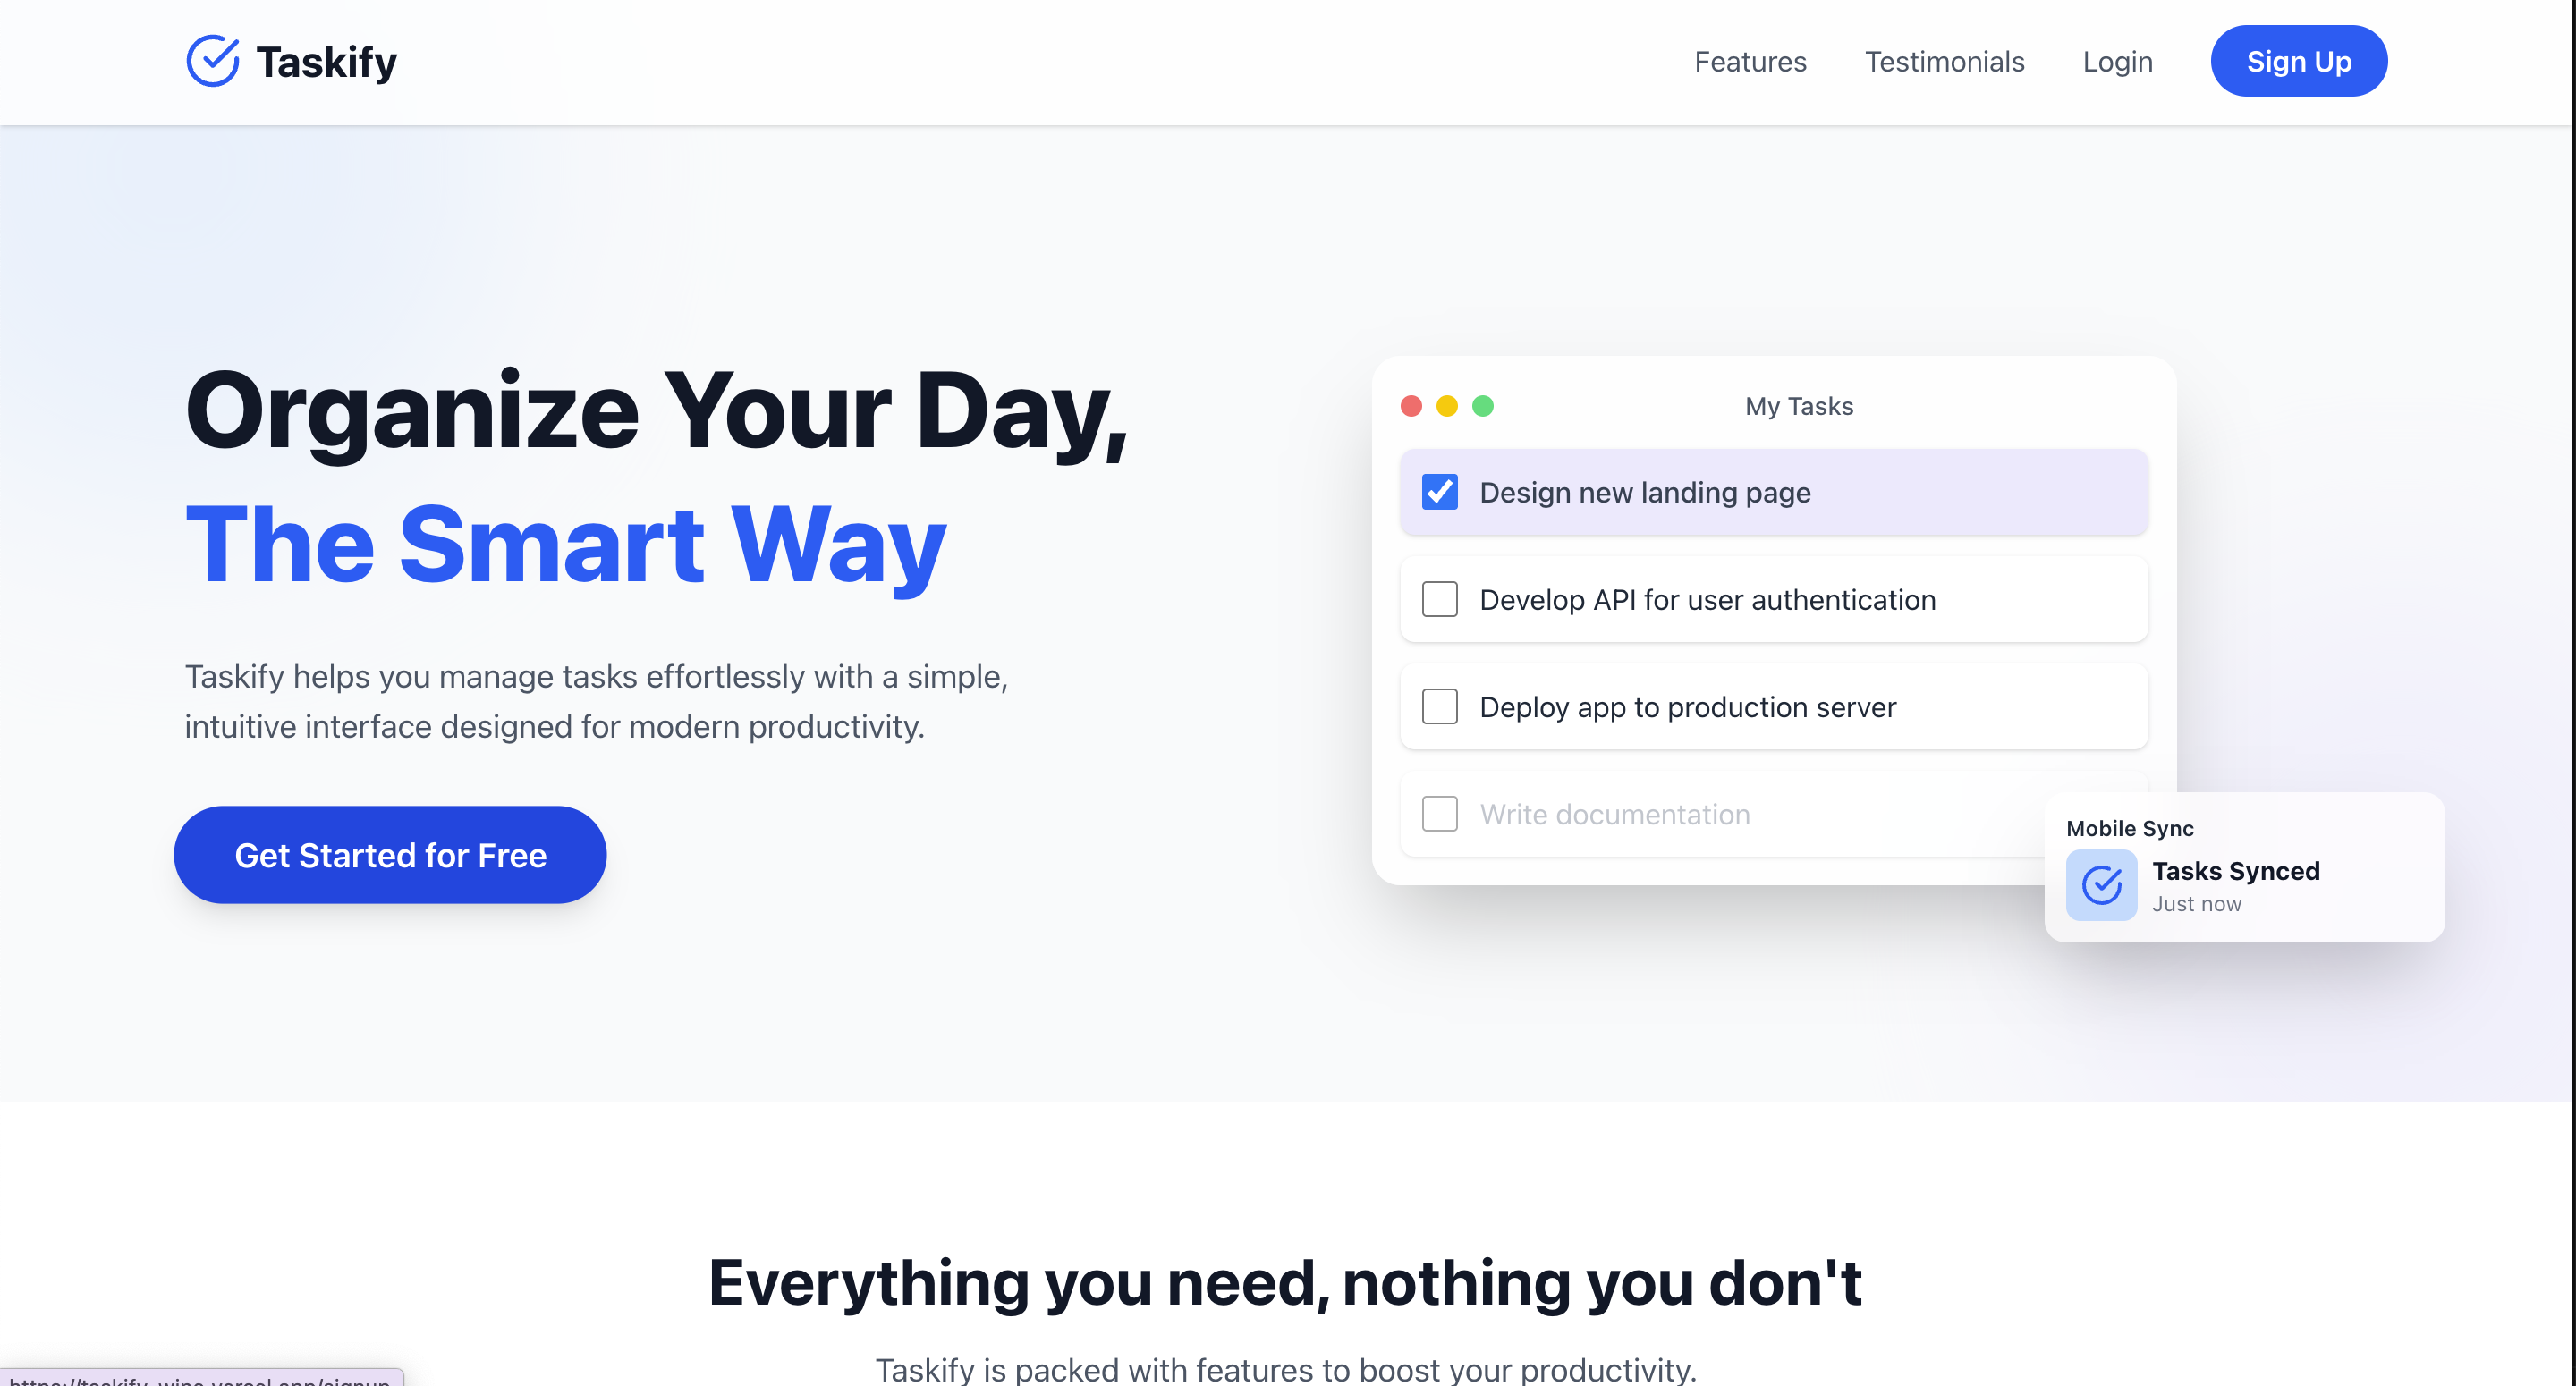 Taskify
Features
Testimonials
Login
Sign Up
Organize Your Day,
The Smart Way
Taskify helps you manage tasks effortlessly with a simple,
intuitive interface designed for modern productivity.
Get Started for Free
My Tasks
Design new landing page
Develop API for user authentication
Deploy app to production server
Write documentation
Mobile Sync
Tasks Synced
Just now
Everything you need, nothing you don't
Taskify is packed with features to boost your productivity.